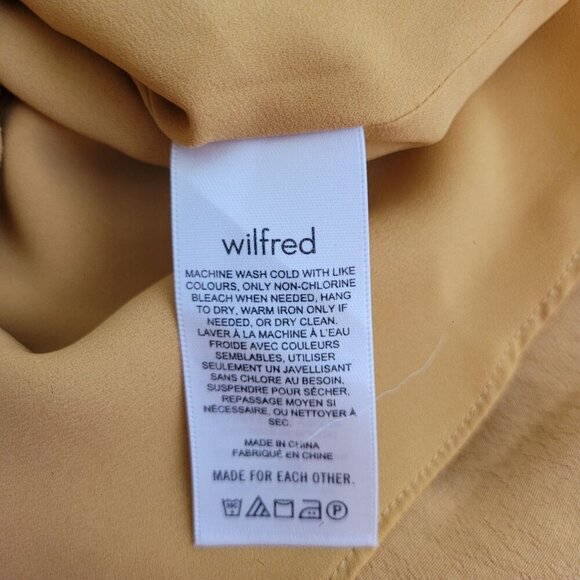 wilfred
MACHINE WASH COLD WITH LIKE
COLOURS, ONLY NON-CHLORINE
BLEACH WHEN NEEDED, HANG
TO DRY, WARM IRON ONLY IF
NEEDED, OR DRY CLEAN.
LAVER À LA MACHINE À L'EAU
FROIDE AVEC COULEURS
SEMBLABLES, UTILISER
SEULEMENT UN JAVELLISANT
SANS CHLORE AU BESOIN,
SUSPENDRE POUR SÉCHER,
REPASSAGE MOYEN SI
NÉCESSAIRE, OU NETTOYER À
SEC.
MADE IN CHINA
FABRIQUÉ EN CHINE
MADE FOR EACH OTHER.
30C P